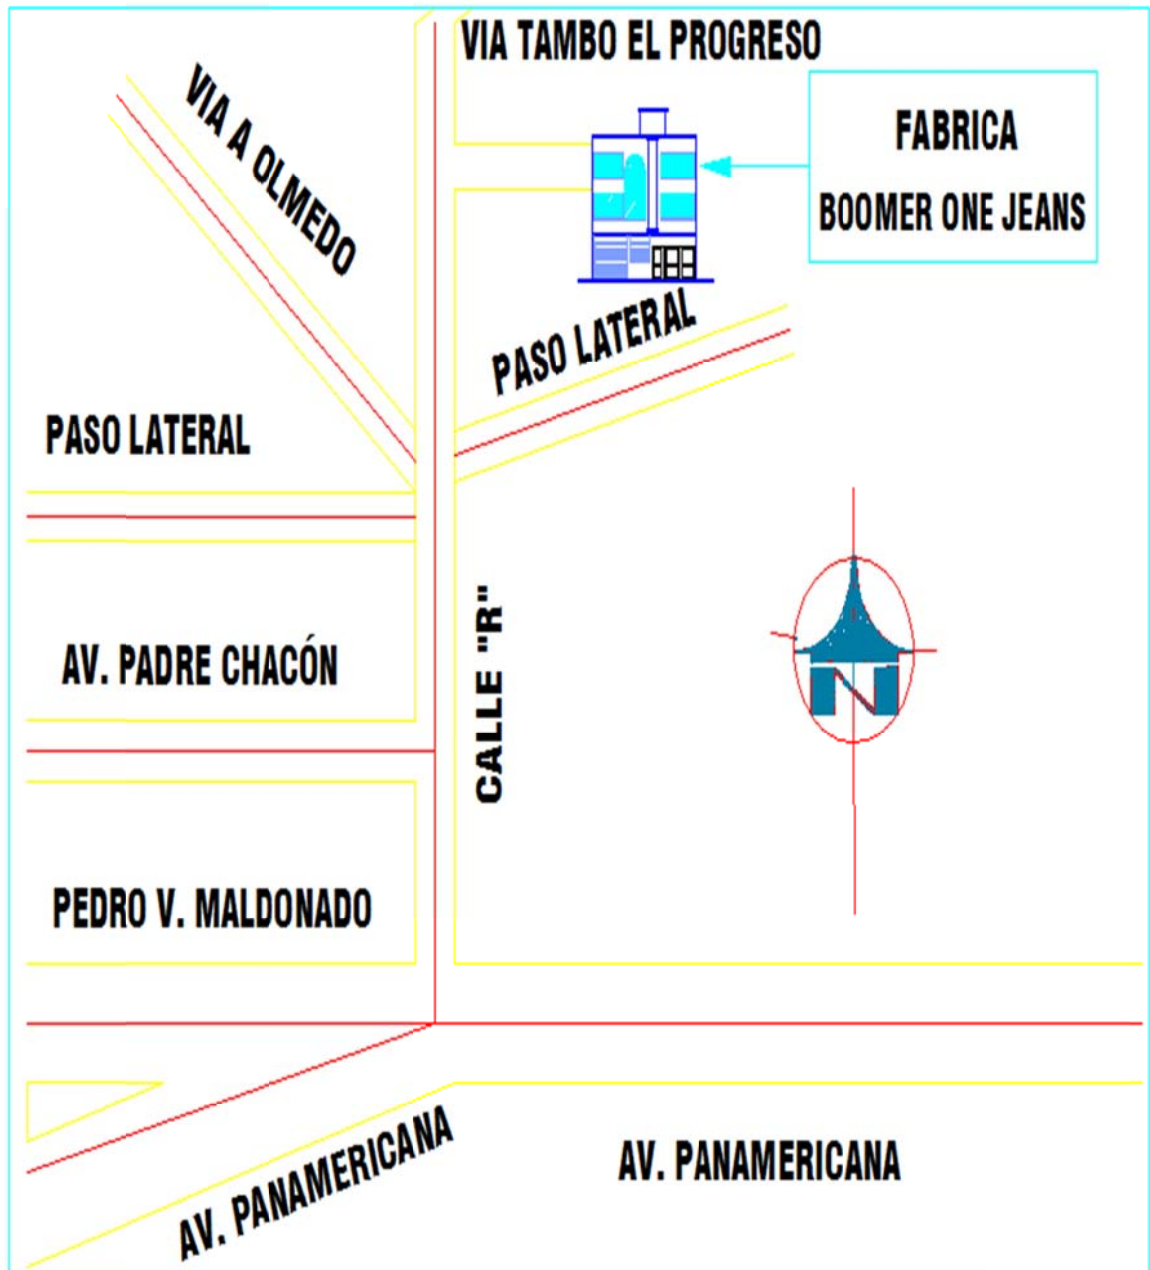 VIA TAMBO EL PROGRESO
VIA A OLMEDO
FABRICA
BOOMER ONE JEANS
PASO LATERAL
PASO LATERAL
CALLE "R"
AV. PADRE CHACÓN
N
PEDRO V. MALDONADO
AV. PANAMERICANA
AV. PANAMERICANA